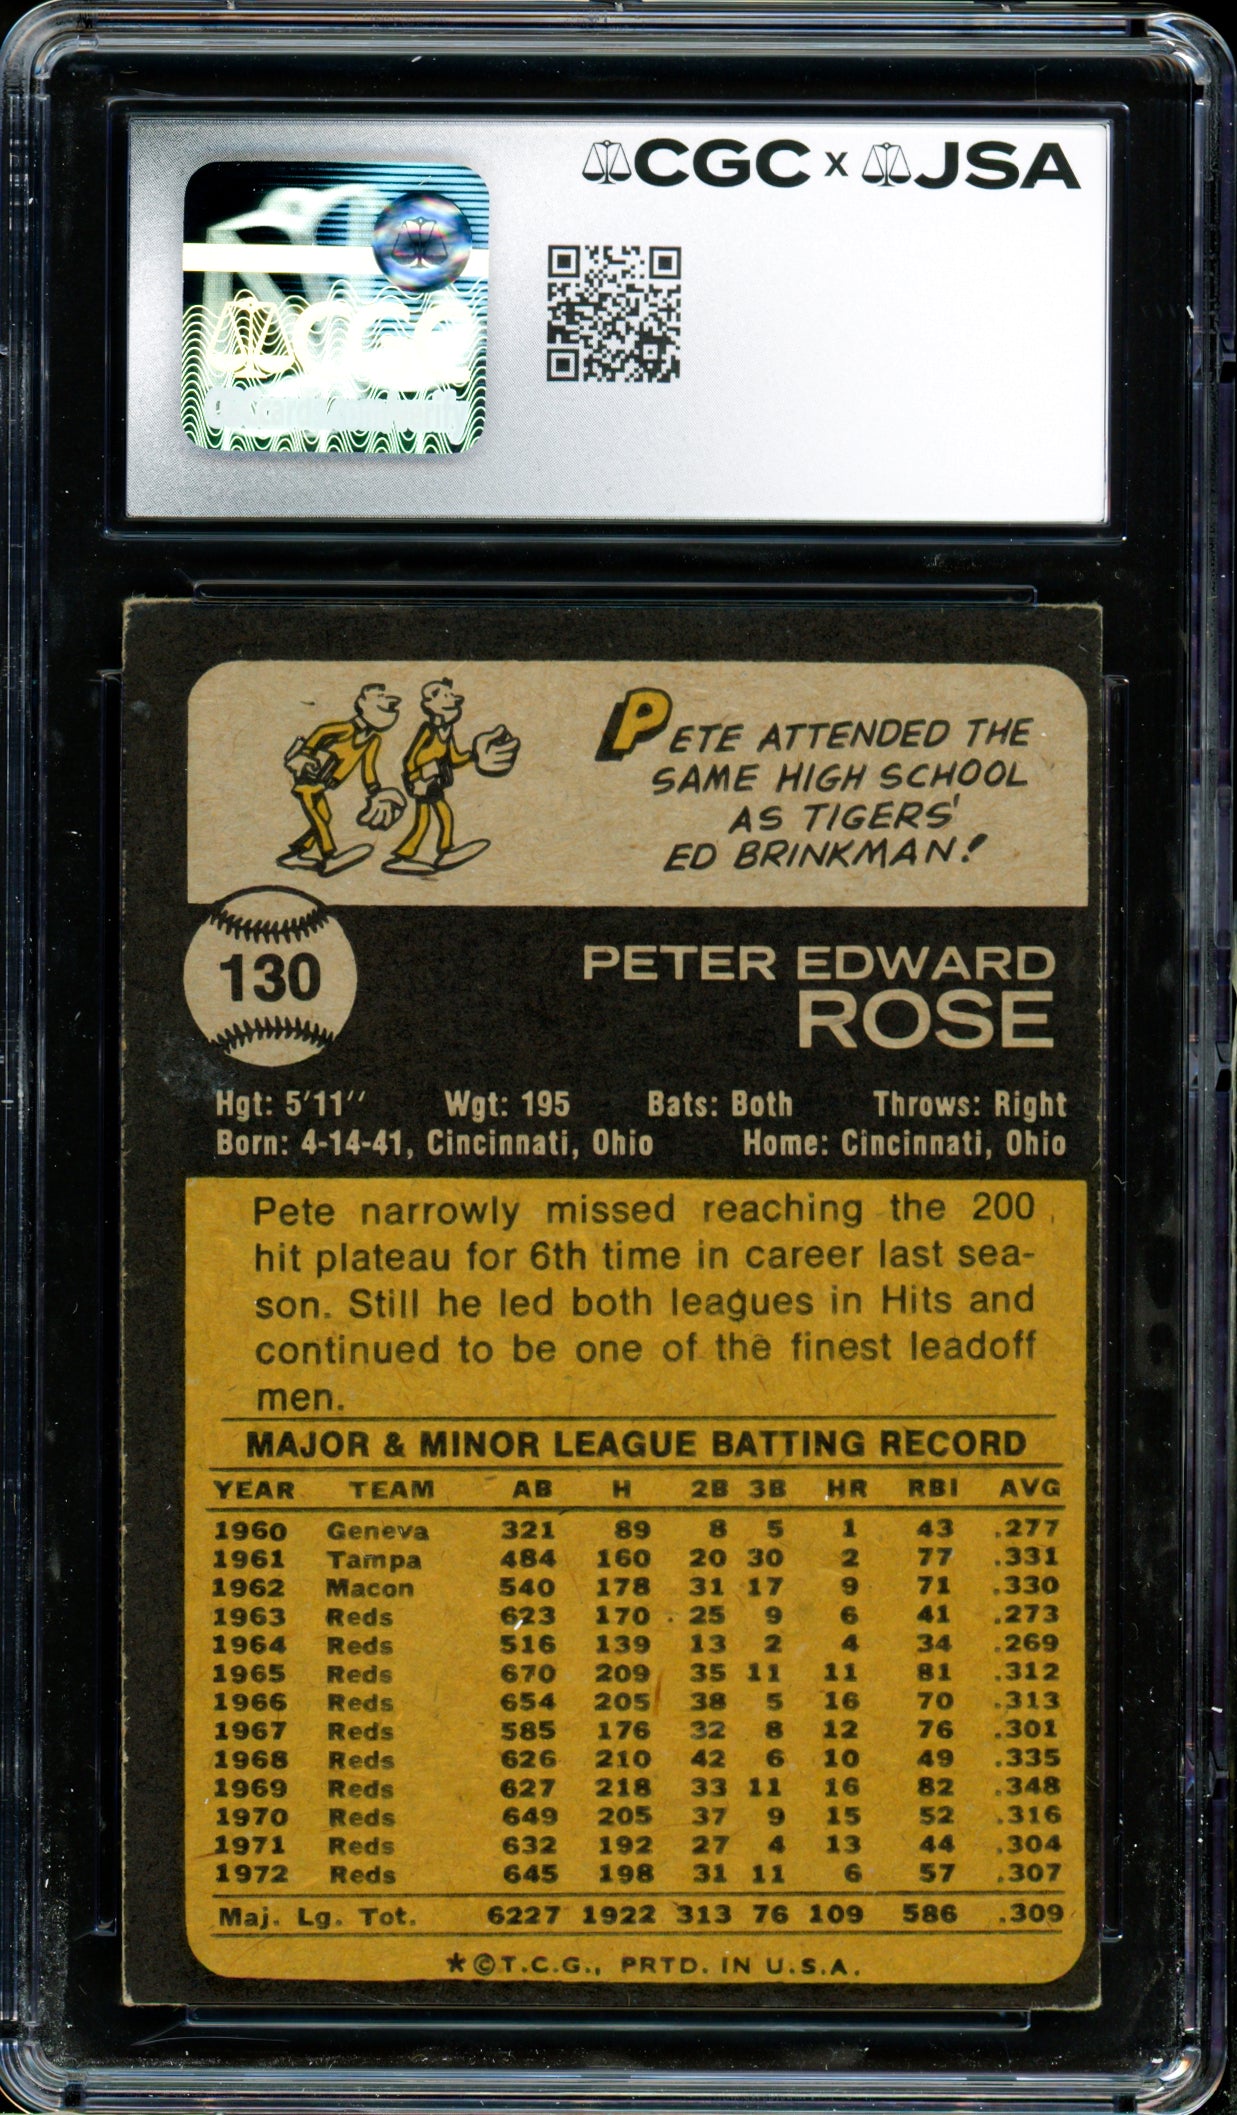 CGC x JSA
CGC
PETE ATTENDED THE
SAME HIGH SCHOOL
AS TIGERS'
ED BRINKMAN!
130
PETER EDWARD
ROSE
Hgt: 5'11'' Wgt: 195 Bats: Both Throws: Right
Born: 4-14-41, Cincinnati, Ohio Home: Cincinnati, Ohio
Pete narrowly missed reaching the 200
hit plateau for 6th time in career last sea-
son. Still he led both leagues in Hits and
continued to be one of the finest leadoff
men.
MAJOR & MINOR LEAGUE BATTING RECORD
YEAR TEAM AB H 2B 3B HR RBI AVG
1960 Geneva 321 89 8 5 1 43 .277
1961 Tampa 484 160 20 30 2 77 .331
1962 Macon 540 178 31 17 9 71 .330
1963 Reds 623 170 25 9 6 41 .273
1964 Reds 516 139 13 2 4 34 .269
1965 Reds 670 209 35 11 11 81 .312
1966 Reds 654 205 38 5 16 70 .313
1967 Reds 585 176 32 8 12 76 .301
1968 Reds 626 210 42 6 10 49 .335
1969 Reds 627 218 33 11 16 82 .348
1970 Reds 649 205 37 9 15 52 .316
1971 Reds 632 192 27 4 13 44 .304
1972 Reds 645 198 31 11 6 57 .307
Maj. Lg. Tot. 6227 1922 313 76 109 586 .309
*©T.C.G., PRTD. IN U.S.A.